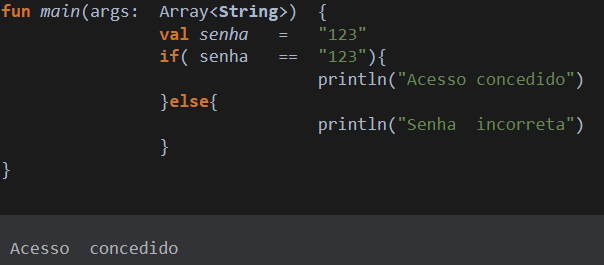 fun main(args: Array<String>) {
val senha = "123"
if( senha == "123"){
println("Acesso concedido")
}else{
println("Senha incorreta")
}
}
Acesso concedido